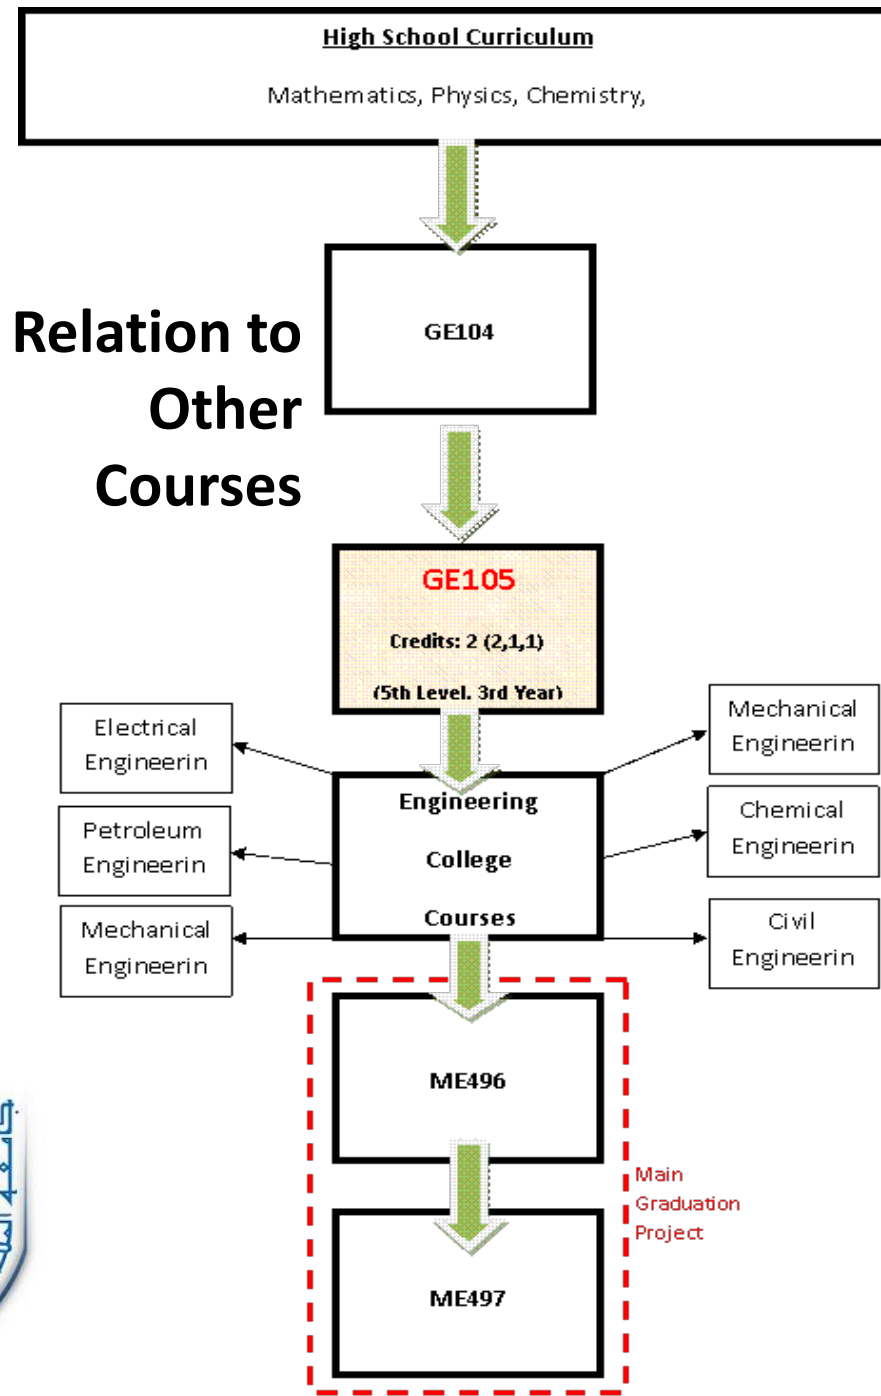 High School Curriculum
Mathematics, Physics, Chemistry,
GE104
Relation to
Other
Courses
GE105
Credits: 2 (2,1,1)
(5th Level. 3rd Year)
Electrical
Engineerin
Petroleum
Engineerin
Mechanical
Engineerin
Engineering
College
Courses
Mechanical
Engineerin
Chemical
Engineerin
Civil
Engineerin
ME496
Main
Graduation
Project
ME497